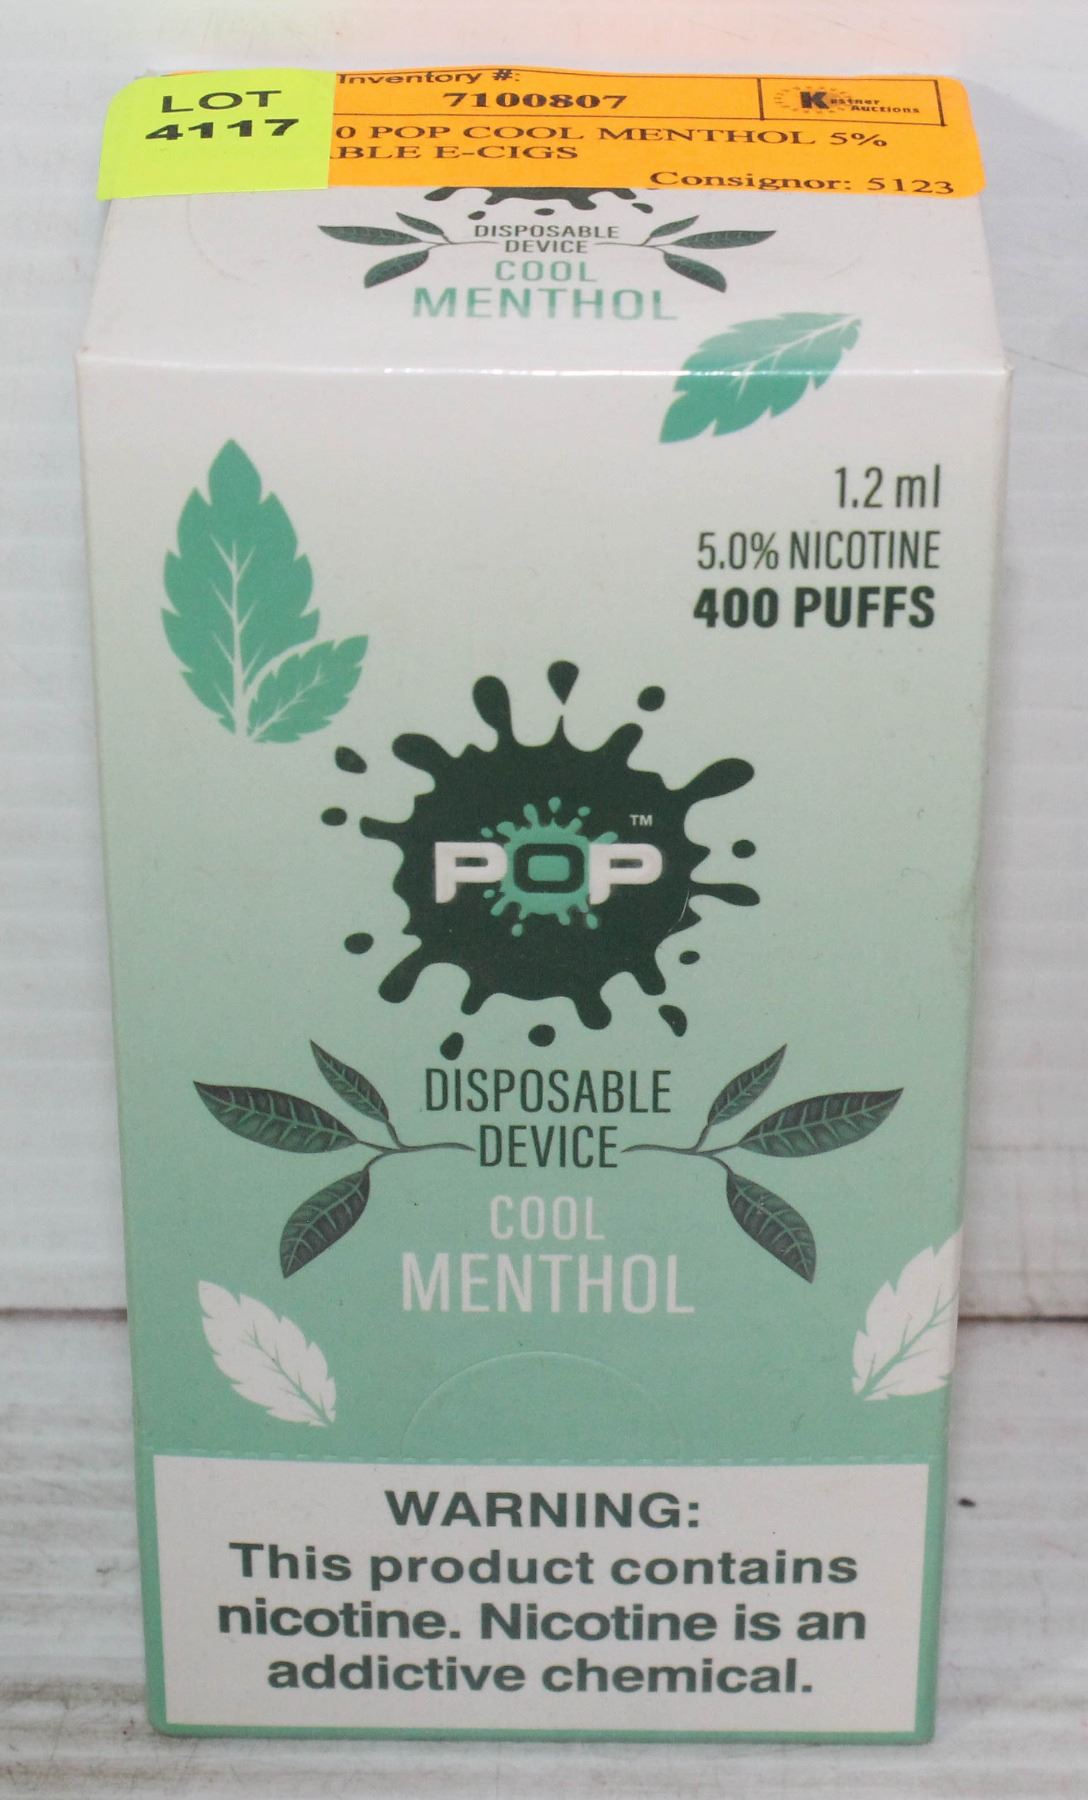 LOT
4117
Inventory #:
7100807
Kastner
Auctions
0 POP COOL MENTHOL 5%
BLE E-CIGS
Consignor: 5123
DISPOSABLE
DEVICE
COOL
MENTHOL
1.2 ml
5.0% NICOTINE
400 PUFFS
POP™
DISPOSABLE
DEVICE
COOL
MENTHOL
WARNING:
This product contains
nicotine. Nicotine is an
addictive chemical.